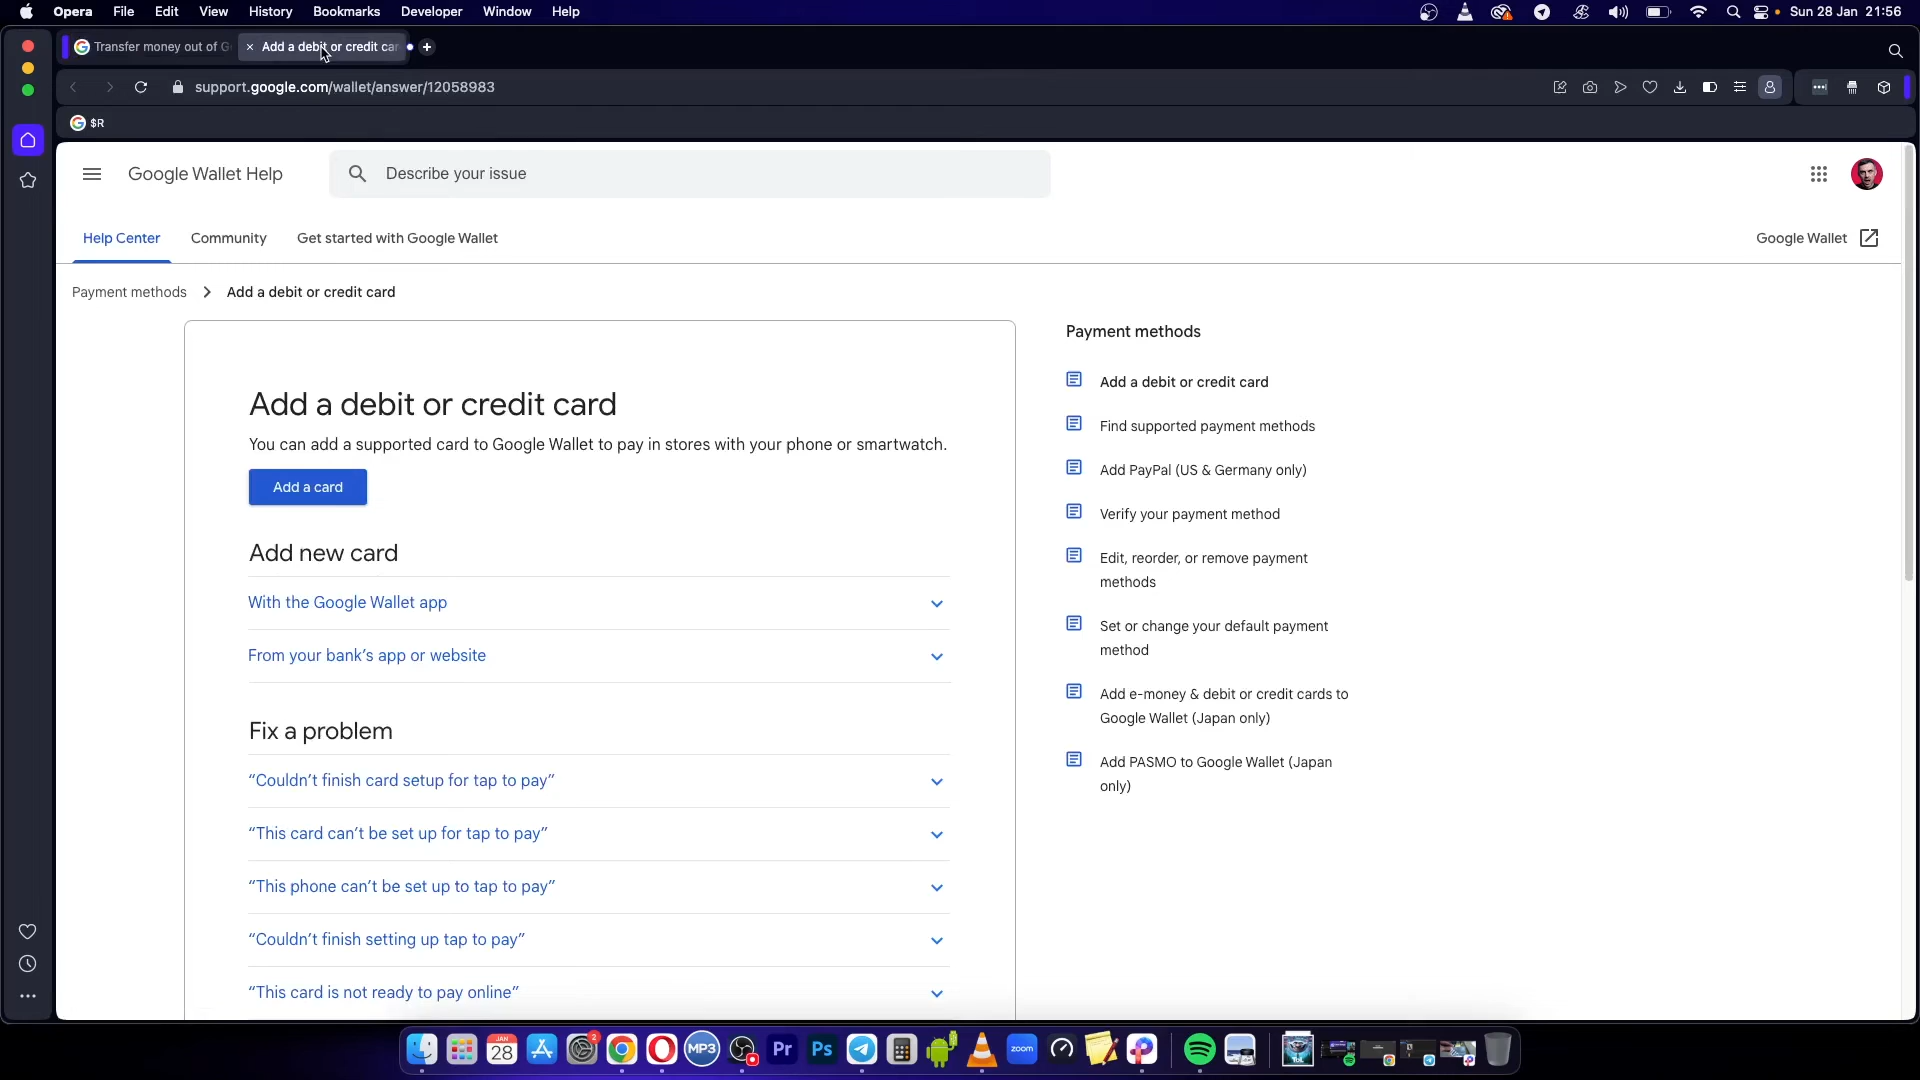 Opera File Edit View History Bookmarks Developer Window Help
Sun 28 Jan 21:56
Transfer money out of G
Add a debit or credit car
support.google.com/wallet/answer/12058983
$R
Google Wallet Help
Describe your issue
Help Center
Community
Get started with Google Wallet
Google Wallet
Payment methods
Add a debit or credit card
Add a debit or credit card
You can add a supported card to Google Wallet to pay in stores with your phone or smartwatch.
Add a card
Add new card
With the Google Wallet app
From your bank’s app or website
Fix a problem
“Couldn’t finish card setup for tap to pay”
“This card can’t be set up for tap to pay”
“This phone can’t be set up to tap to pay”
“Couldn’t finish setting up tap to pay”
“This card is not ready to pay online”
Payment methods
Add a debit or credit card
Find supported payment methods
Add PayPal (US & Germany only)
Verify your payment method
Edit, reorder, or remove payment
methods
Set or change your default payment
method
Add e-money & debit or credit cards to
Google Wallet (Japan only)
Add PASMO to Google Wallet (Japan
only)
JAN
28
2
MP3
Pr
Ps
zoom